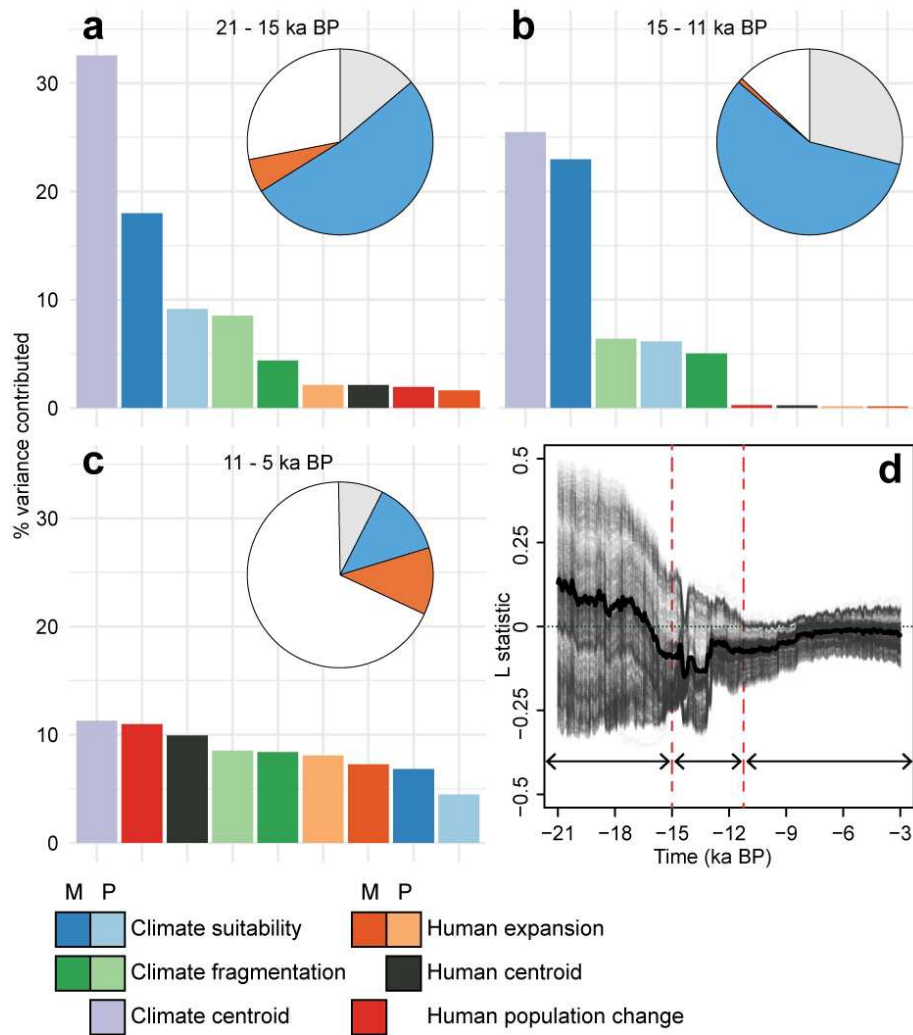 a
21 - 15 ka BP
b
15 - 11 ka BP
30
20
10
0
% variance contributed
c
11 - 5 ka BP
30
20
10
0
d
0.5
0.25
0
−0.25
−0.5
L statistic
−21 −18 −15 −12 −9 −6 −3
Time (ka BP)
M P
Climate suitability
Climate fragmentation
Climate centroid
Human expansion
Human centroid
Human population change